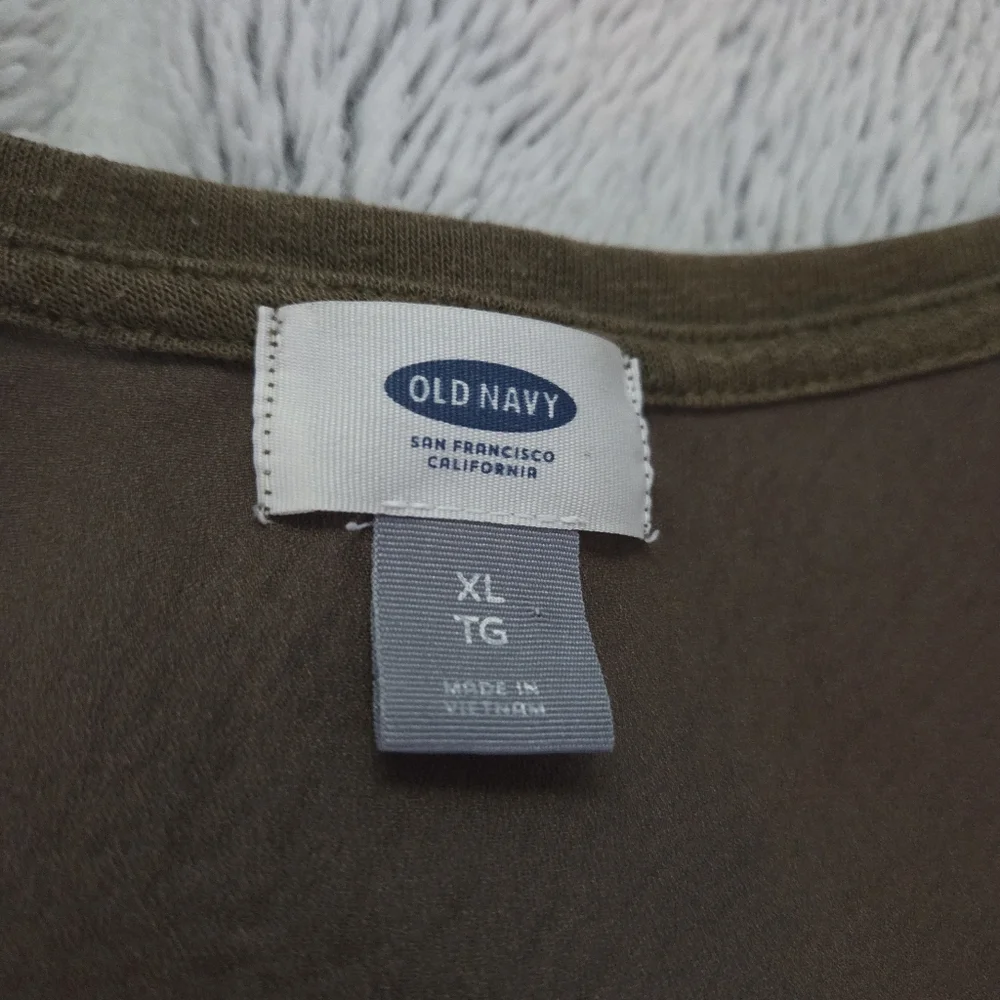 OLD NAVY
SAN FRANCISCO
CALIFORNIA
XL
TG
MADE IN
VIETNAM